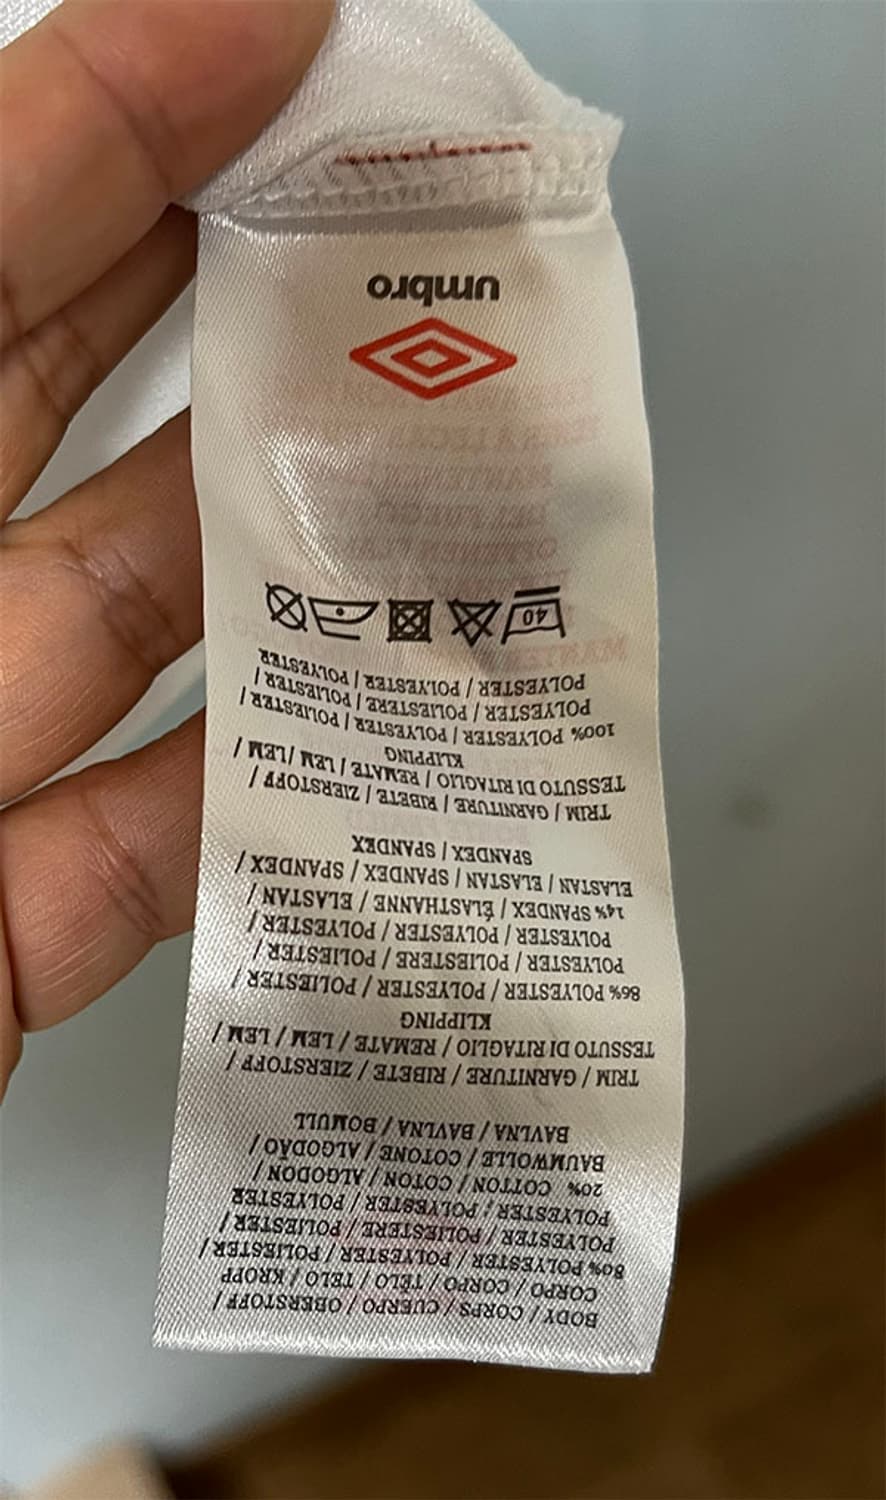 BODY / CORPS / CUERPO / OBERSTOFF /
CORPO / CORPO / TĚLO / TELO / KROPP
80% POLYESTER / POLYESTER / POLIESTER /
POLYESTER / POLIESTERE / POLIESTER /
POLYESTER / POLYESTER / POLYESTER
20% COTTON / COTON / ALGODON /
BAUMWOLLE / COTONE / ALGODÃO /
BAVLNA / BAVLNA / BOMULL
TRIM / GARNITURE / RIBETE / ZIERSTOFF /
TESSUTO DI RITAGLIO / REMATE / LEM / LEM /
KLIPPING
86% POLYESTER / POLYESTER / POLIESTER /
POLYESTER / POLIESTERE / POLIESTER /
POLYESTER / POLYESTER / POLYESTER /
14% SPANDEX / ÉLASTHANNE / ELASTAN /
ELASTAN / ELASTAN / SPANDEX / SPANDEX /
SPANDEX / SPANDEX
TRIM / GARNITURE / RIBETE / ZIERSTOFF /
TESSUTO DI RITAGLIO / REMATE / LEM / LEM /
KLIPPING
100% POLYESTER / POLYESTER / POLIESTER /
POLYESTER / POLIESTERE / POLIESTER /
POLYESTER / POLYESTER / POLYESTER
40
umbro